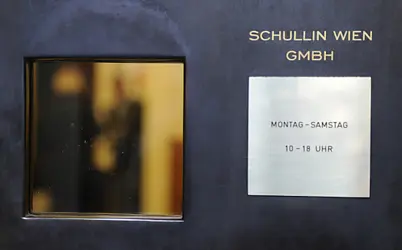 SCHULLIN WIEN
GMBH
MONTAG–SAMSTAG
10–18 UHR